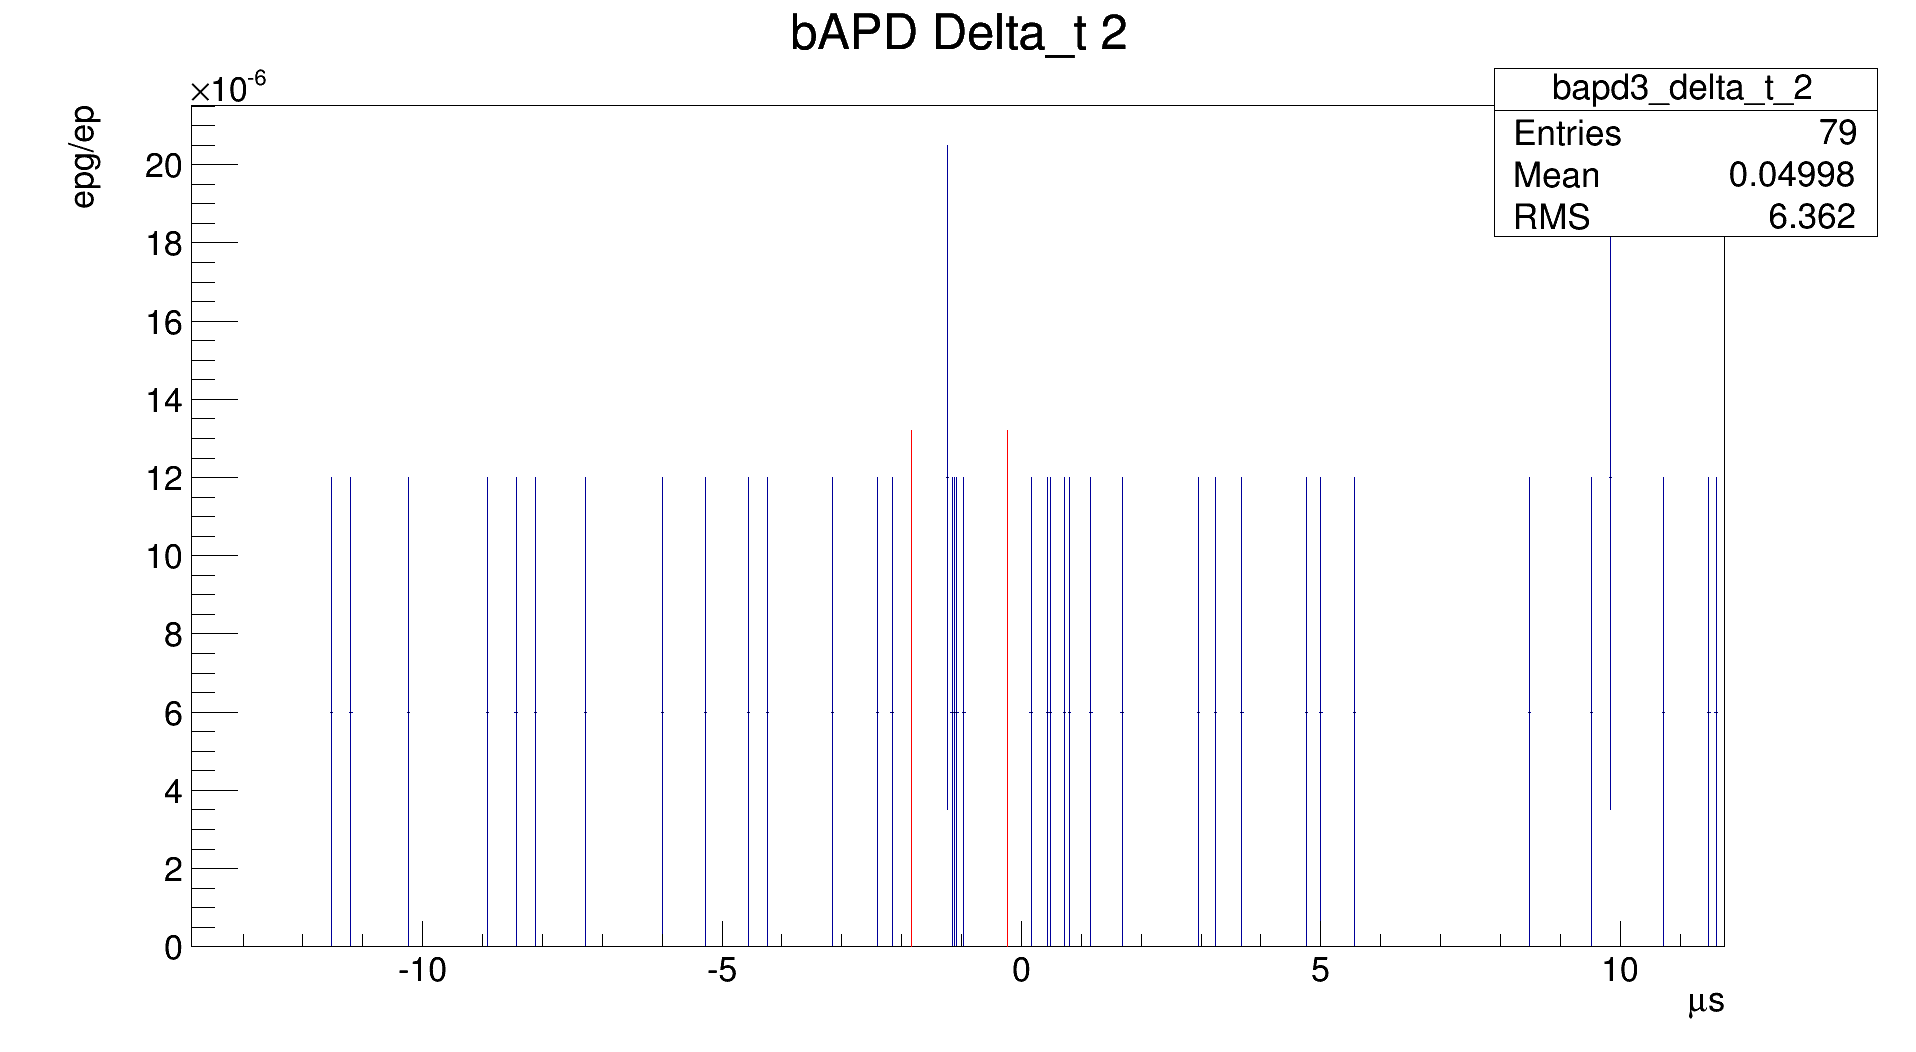 bAPD Delta_t 2
×10-6
epg/ep
bapd3_delta_t_2
Entries 79
Mean 0.04998
RMS 6.362
20
18
16
14
12
10
8
6
4
2
0
-10 -5 0 5 10
μs